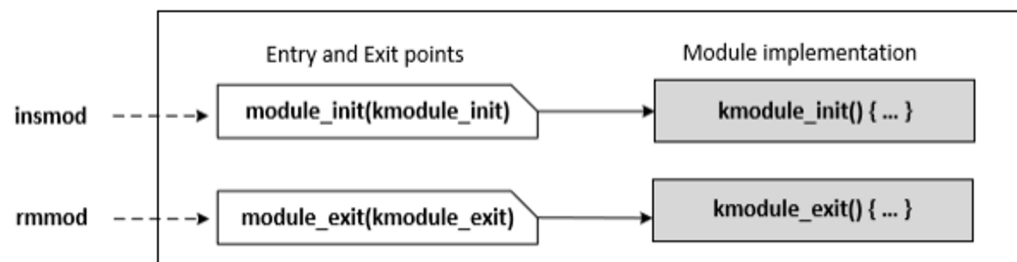 Entry and Exit points
Module implementation
insmod
module_init(kmodule_init)
kmodule_init() { ... }
rmmod
module_exit(kmodule_exit)
kmodule_exit() { ... }